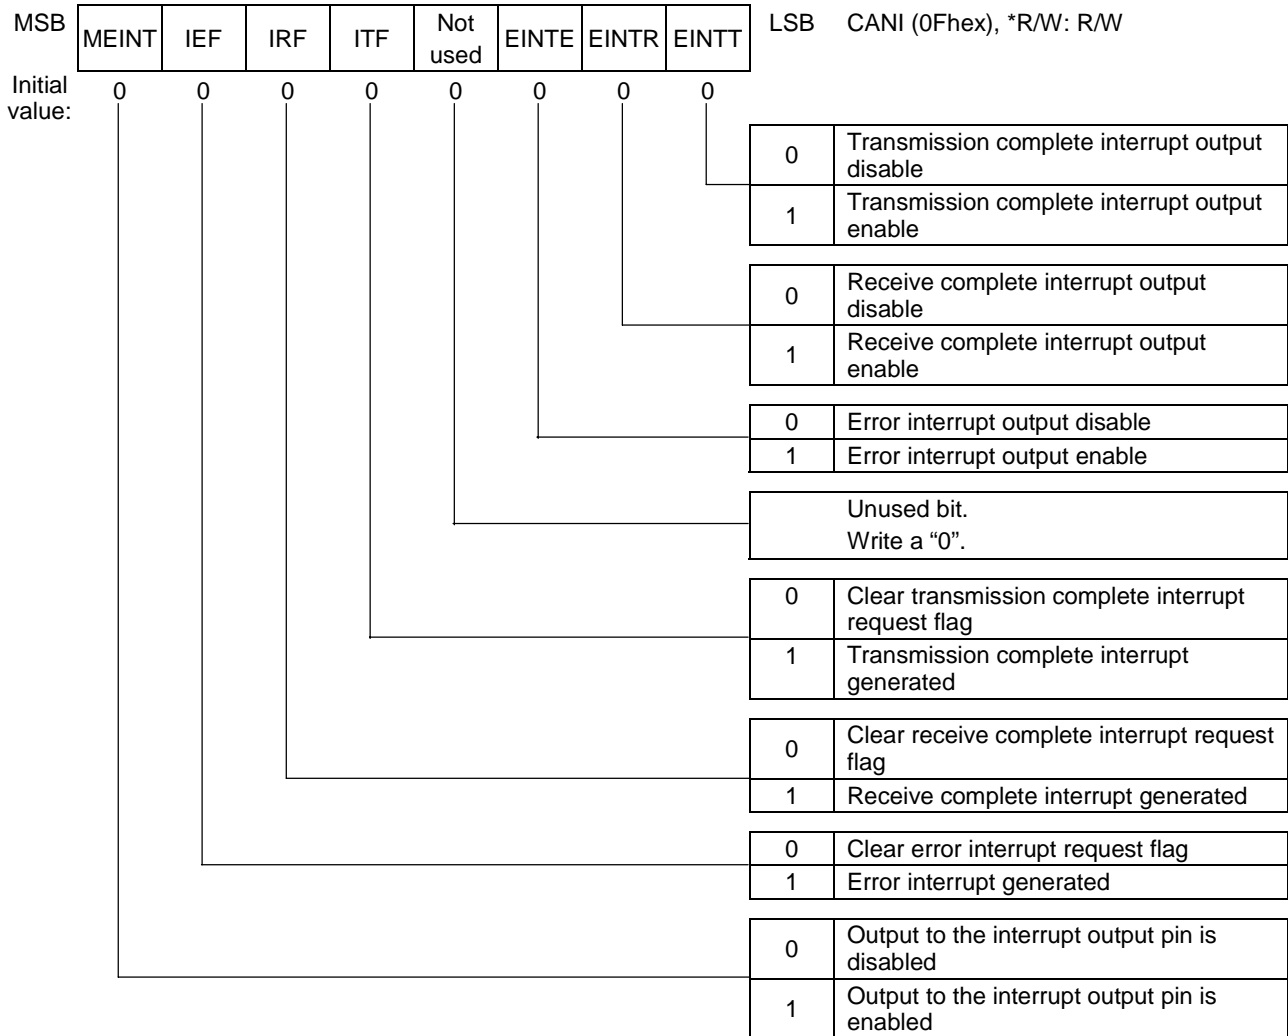 MSB MEINT IEF IRF ITF Not used EINTE EINTR EINTT LSB CANI (0Fhex), *R/W: R/W
Initial value: 0 0 0 0 0 0 0 0
0 Transmission complete interrupt output
disable
1 Transmission complete interrupt output
enable
0 Receive complete interrupt output
disable
1 Receive complete interrupt output
enable
0 Error interrupt output disable
1 Error interrupt output enable
Unused bit.
Write a “0”.
0 Clear transmission complete interrupt
request flag
1 Transmission complete interrupt
generated
0 Clear receive complete interrupt request
flag
1 Receive complete interrupt generated
0 Clear error interrupt request flag
1 Error interrupt generated
0 Output to the interrupt output pin is
disabled
1 Output to the interrupt output pin is
enabled